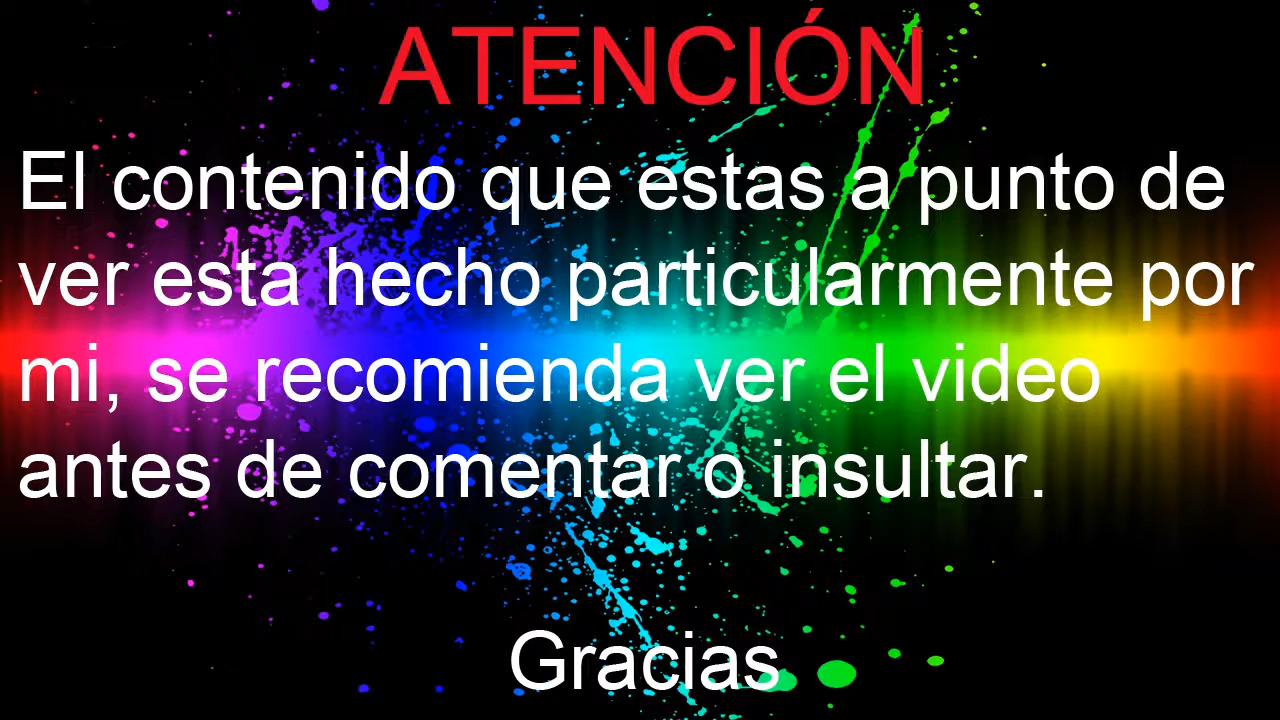 ATENCIÓN
El contenido que estas a punto de
ver esta hecho particularmente por
mi, se recomienda ver el video
antes de comentar o insultar.
Gracias